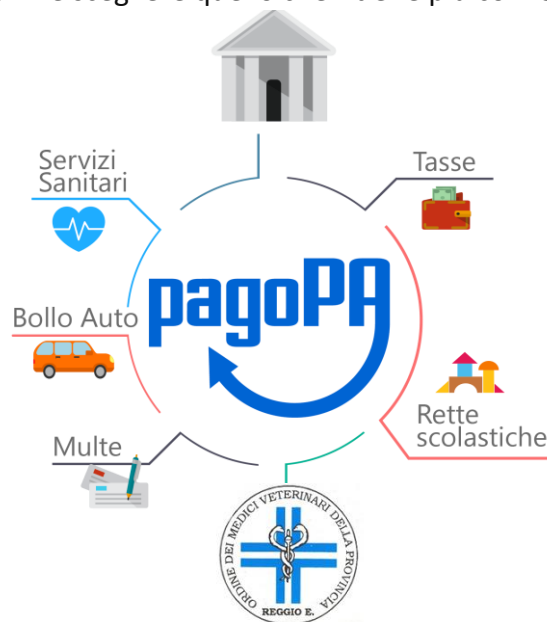 Servizi
Sanitari
Tasse
pagoPA
Bollo Auto
Rette
scolastiche
Multe
ORDINE DEI MEDICI VETERINARI DELLA PROVINCIA
REGGIO E.